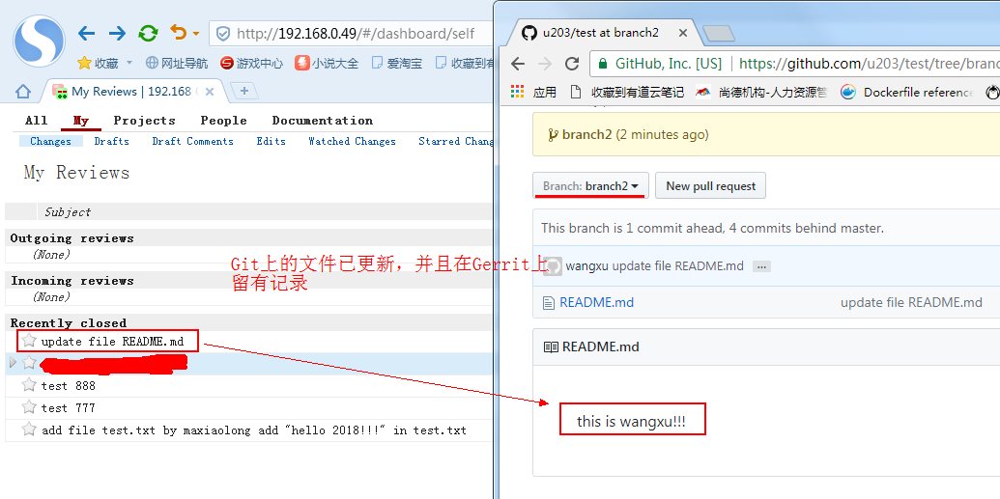 http://192.168.0.49/#/dashboard/self
收藏
网址导航
游戏中心
小说大全
爱淘宝
收藏到有
My Reviews | 192.168
All My Projects People Documentation
Changes Drafts Draft Comments Edits Watched Changes Starred Chang
My Reviews
Subject
Outgoing reviews
(None)
Incoming reviews
(None)
Recently closed
update file README.md
test 888
test 777
add file test.txt by maxiaolong add "hello 2018!!!" in test.txt
Git上的文件已更新，并且在Gerrit上
留有记录
u203/test at branch2
GitHub, Inc. [US] https://github.com/u203/test/tree/branc
应用 收藏到有道云笔记 尚德机构-人力资源管 Dockerfile reference
branch2 (2 minutes ago)
Branch: branch2 New pull request
This branch is 1 commit ahead, 4 commits behind master.
wangxu update file README.md ...
README.md update file README.md
README.md
this is wangxu!!!